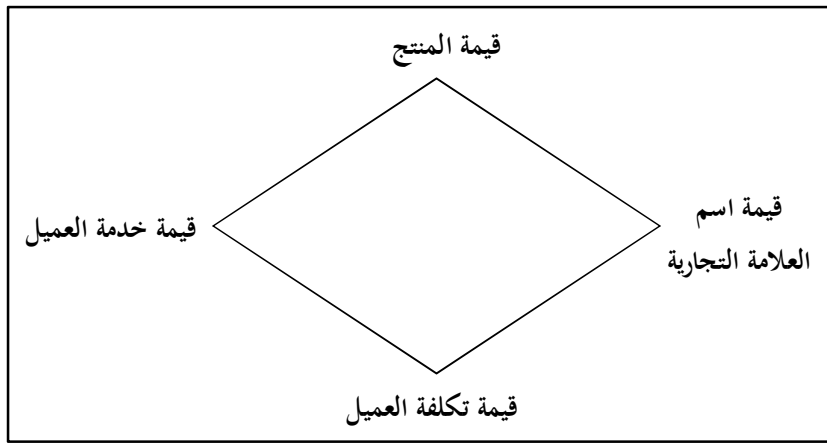 قيمة المنتج
قيمة اسم
العلامة التجارية
قيمة خدمة العميل
قيمة تكلفة العميل